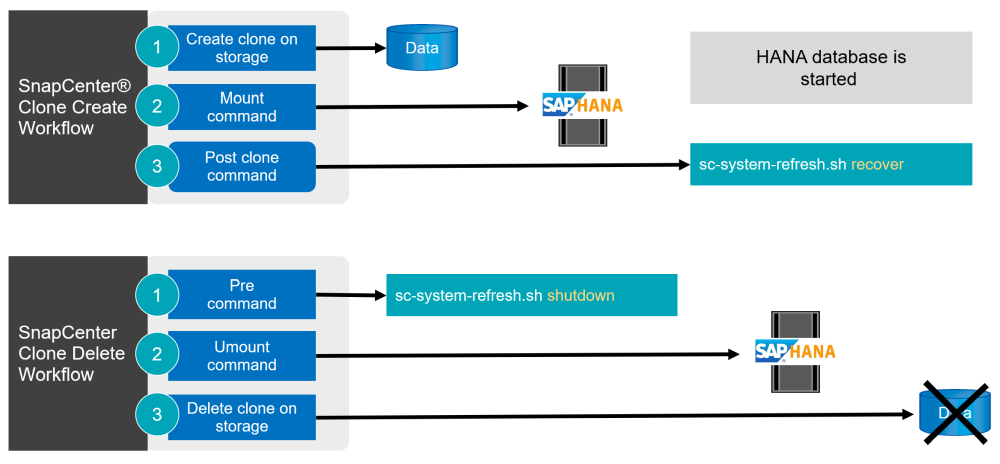 SnapCenter®
Clone Create
Workflow
1
Create clone on
storage
Data
2
Mount
command
SAP HANA
®
3
Post clone
command
HANA database is
started
sc-system-refresh.sh recover
SnapCenter
Clone Delete
Workflow
1
Pre
command
sc-system-refresh.sh shutdown
2
Umount
command
SAP HANA
®
3
Delete clone on
storage
Data